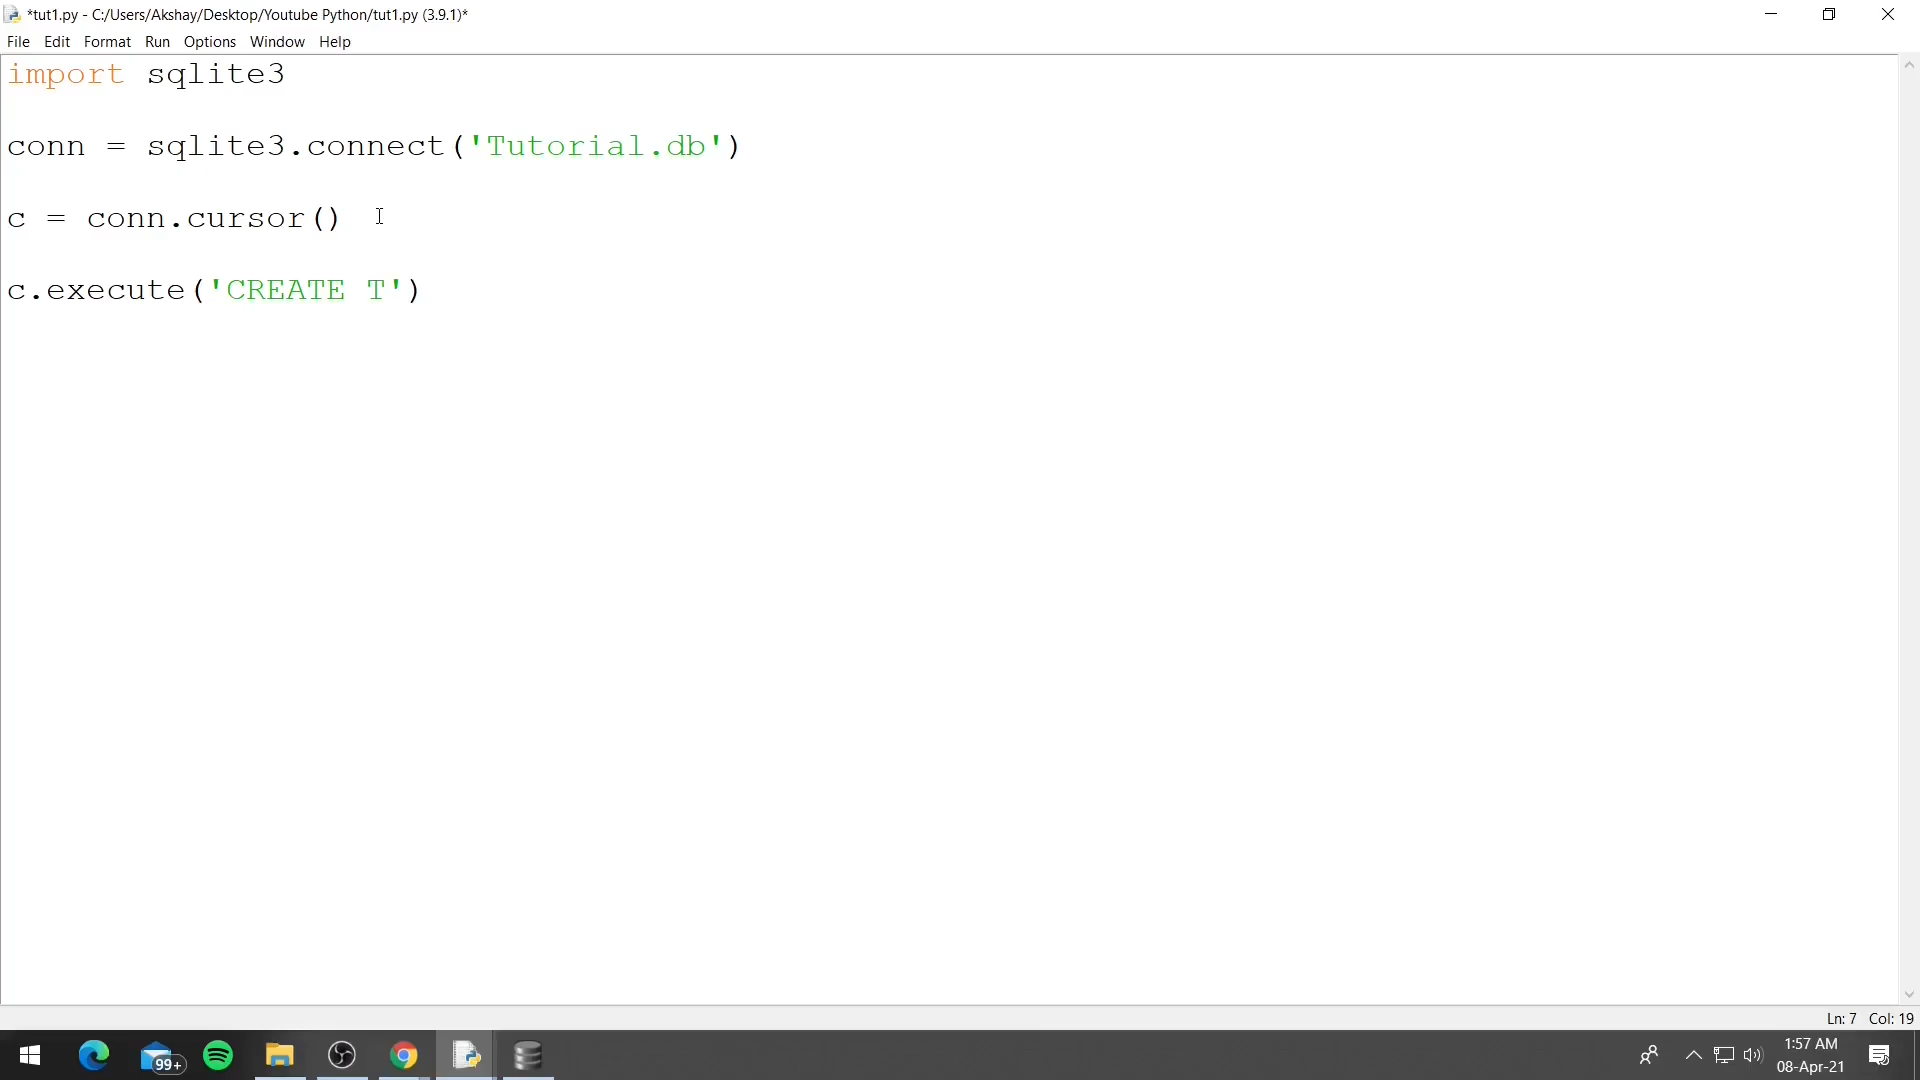 *tut1.py - C:/Users/Akshay/Desktop/Youtube Python/tut1.py (3.9.1)*
File Edit Format Run Options Window Help
import sqlite3
conn = sqlite3.connect('Tutorial.db')
c = conn.cursor()
c.execute('CREATE T')
Ln: 7 Col: 19
99+
1:57 AM
08-Apr-21